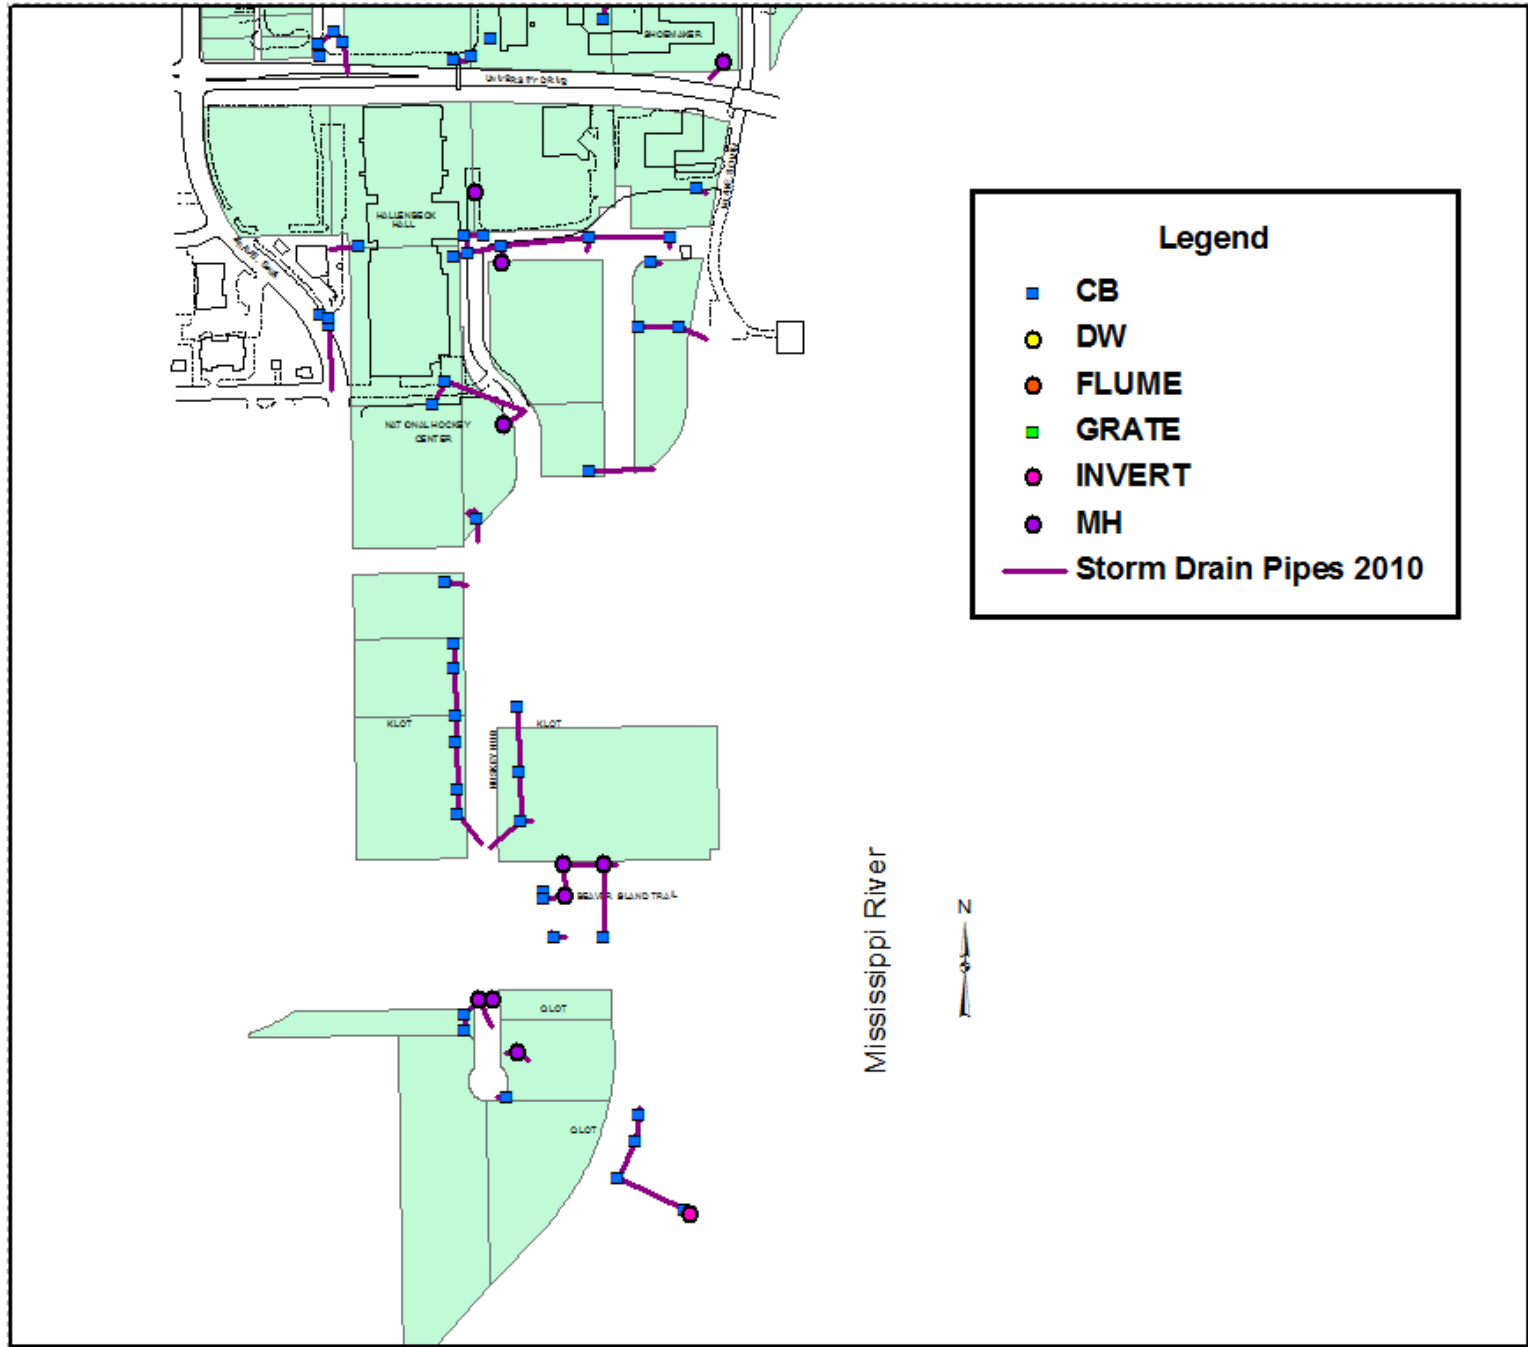 SHOEMAKER
UNIVERSITY DRIVE
HALLENBECK
HALL
NATIONAL HOCKEY
CENTER
KLOT
KLOT
BEAVER ISLAND TRAIL
QLOT
QLOT
Mississippi River
N
Legend
CB
DW
FLUME
GRATE
INVERT
MH
Storm Drain Pipes 2010